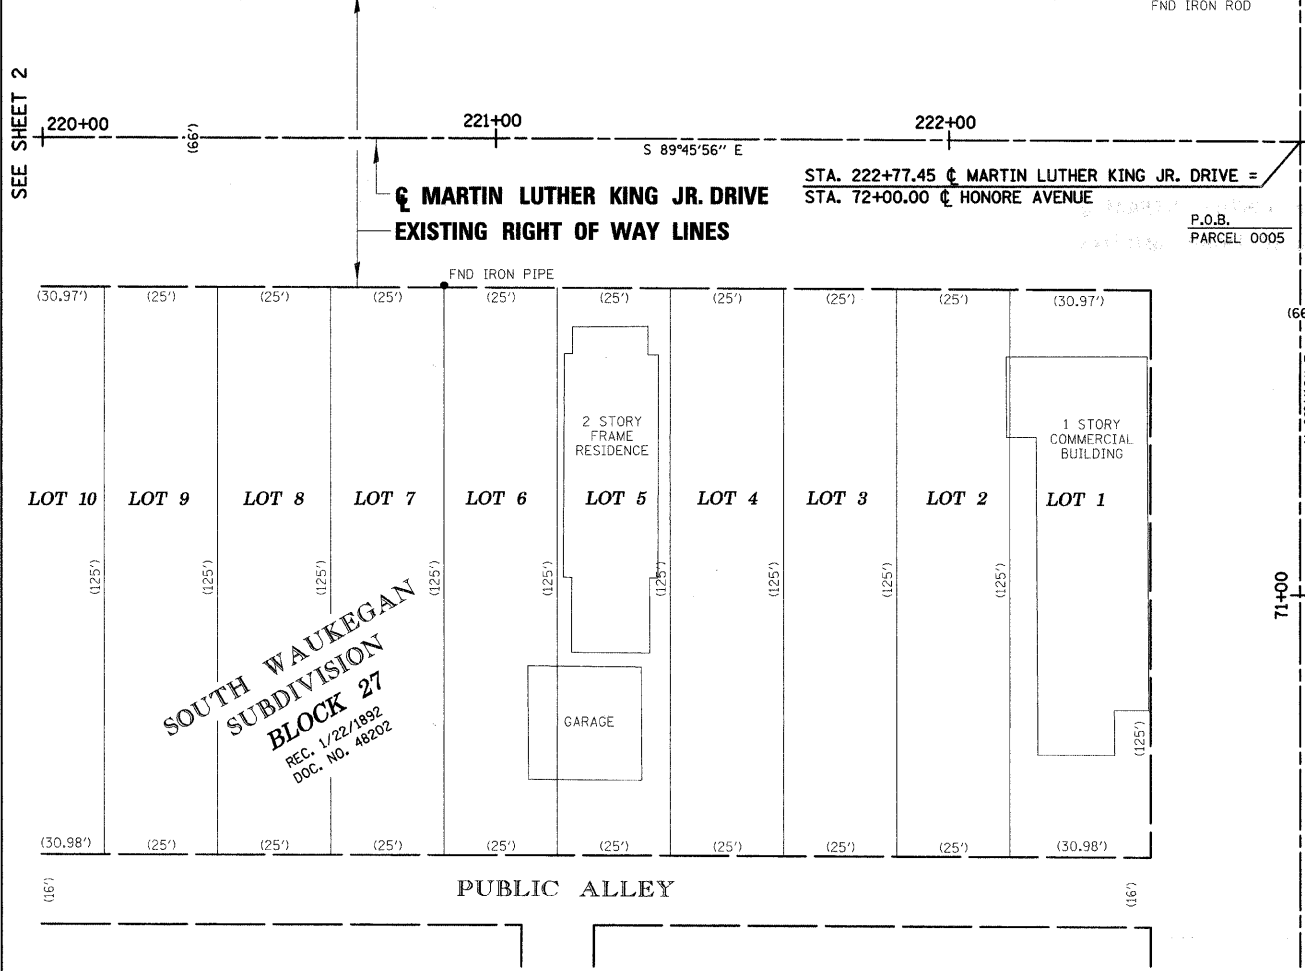 FND IRON ROD
SEE SHEET 2
220+00
221+00
222+00
(66')
S 89°45'56" E
℄ MARTIN LUTHER KING JR. DRIVE
EXISTING RIGHT OF WAY LINES
STA. 222+77.45 ℄ MARTIN LUTHER KING JR. DRIVE =
STA. 72+00.00 ℄ HONORE AVENUE
P.O.B.
PARCEL 0005
FND IRON PIPE
(30.97') (25') (25') (25') (25') (25') (25') (25') (25') (30.97')
(66
2 STORY
FRAME
RESIDENCE
1 STORY
COMMERCIAL
BUILDING
LOT 10 LOT 9 LOT 8 LOT 7 LOT 6 LOT 5 LOT 4 LOT 3 LOT 2 LOT 1
(125') (125') (125') (125') (125') (125') (125') (125') (125')
71+00
SOUTH WAUKEGAN
SUBDIVISION
BLOCK 27
REC. 1/22/1892
DOC. NO. 48202
GARAGE
(125')
(30.98') (25') (25') (25') (25') (25') (25') (25') (25') (30.98')
(16')
PUBLIC ALLEY
(16')